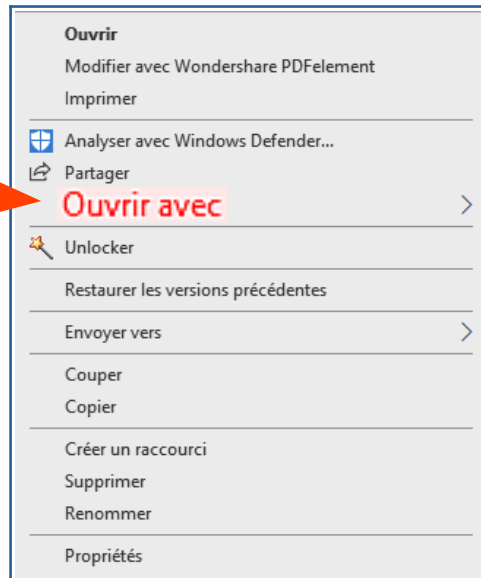 Ouvrir
Modifier avec Wondershare PDFelement
Imprimer
Analyser avec Windows Defender...
Partager
Ouvrir avec
Unlocker
Restaurer les versions précédentes
Envoyer vers
Couper
Copier
Créer un raccourci
Supprimer
Renommer
Propriétés